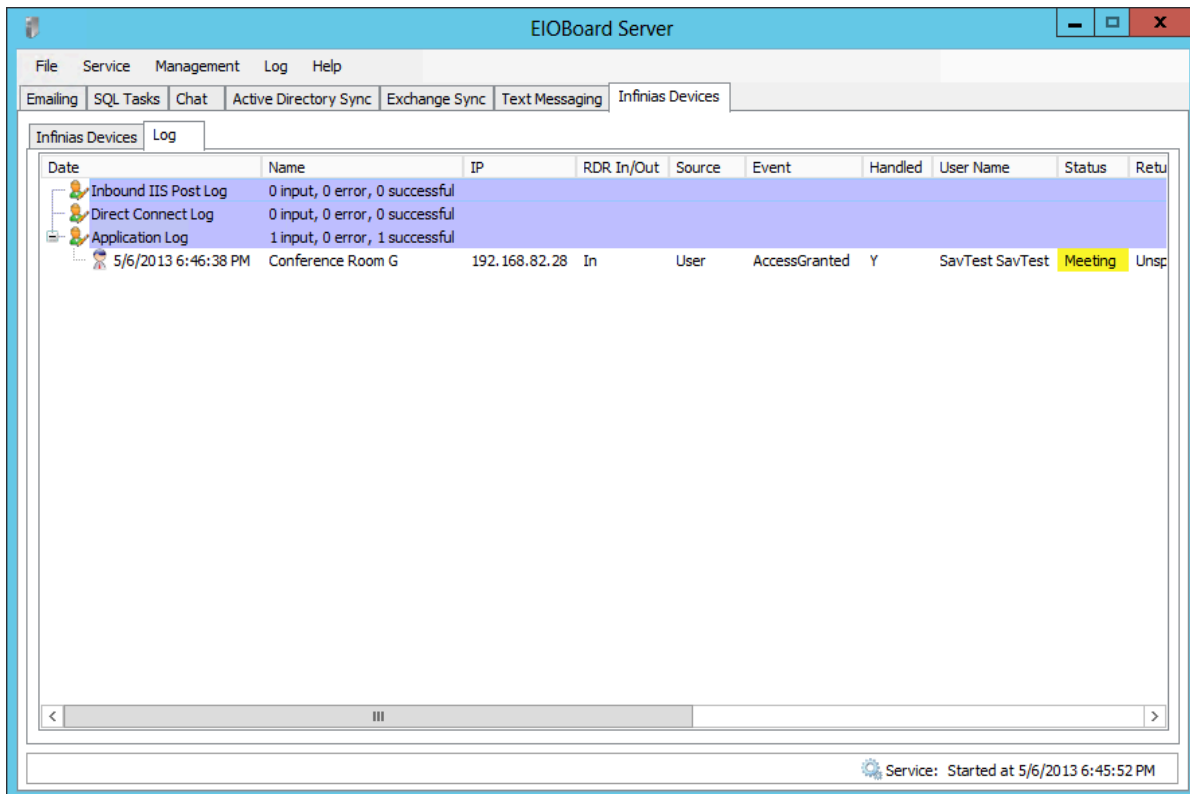 EIOBoard Server
File Service Management Log Help
Emailing SQL Tasks Chat Active Directory Sync Exchange Sync Text Messaging Infinias Devices
Infinias Devices Log
Date Name IP RDR In/Out Source Event Handled User Name Status Retu
Inbound IIS Post Log 0 input, 0 error, 0 successful
Direct Connect Log 0 input, 0 error, 0 successful
Application Log 1 input, 0 error, 1 successful
5/6/2013 6:46:38 PM Conference Room G 192.168.82.28 In User AccessGranted Y SavTest SavTest Meeting Unsp
Service: Started at 5/6/2013 6:45:52 PM